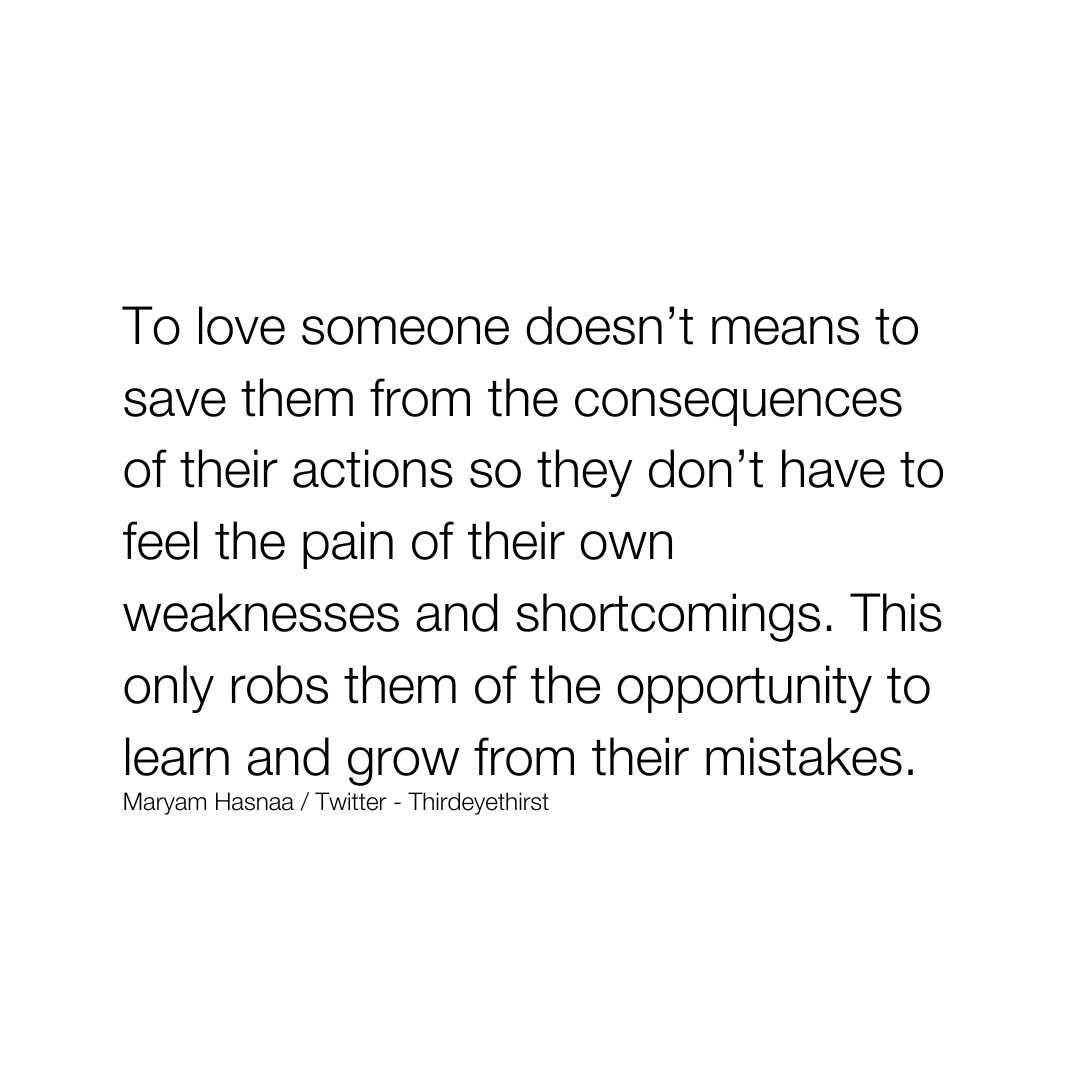 To love someone doesn’t means to
save them from the consequences
of their actions so they don’t have to
feel the pain of their own
weaknesses and shortcomings. This
only robs them of the opportunity to
learn and grow from their mistakes.
Maryam Hasnaa / Twitter - Thirdeyethirst